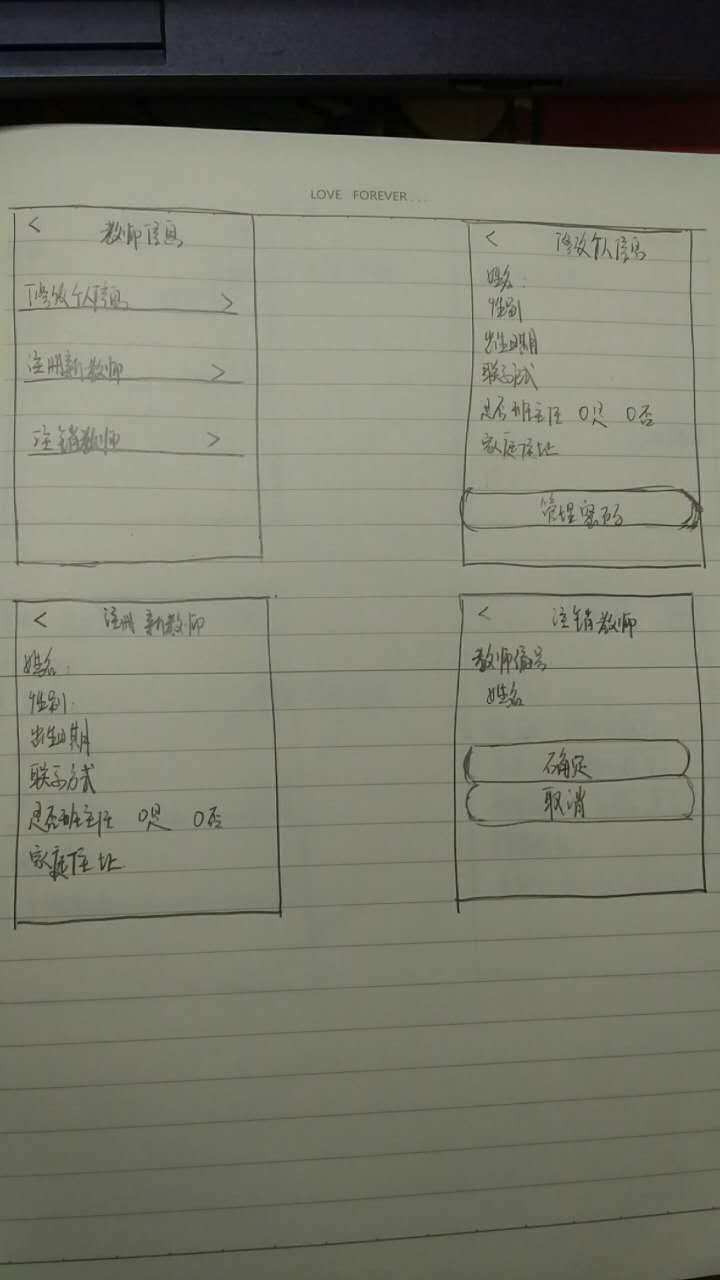 LOVE FOREVER...
< 教师信息
修改个人信息 >
注册新教师 >
注销教师 >
< 修改个人信息
姓名:
性别
出生日期
联系方式
是否班主任 O是 O否
家庭住址
管理密码
< 注册新教师
姓名:
性别:
出生日期
联系方式
是否班主任 O是 O否
家庭住址
< 注销教师
教师编号
姓名
确定
取消